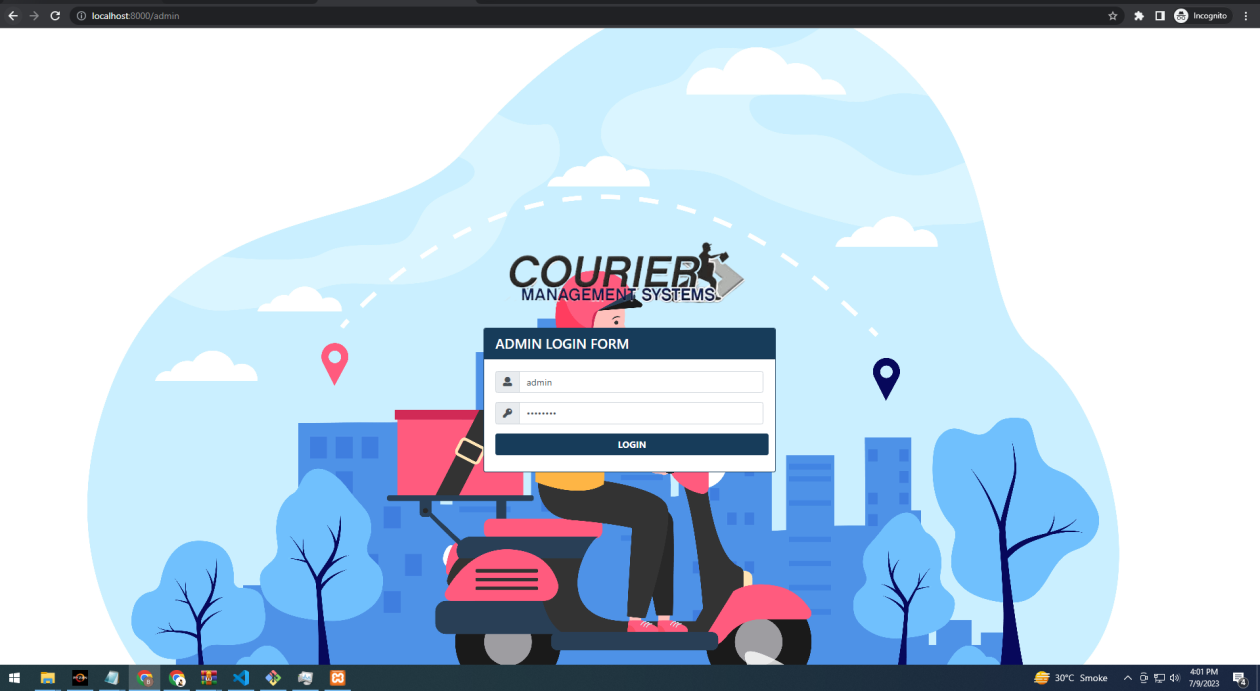 localhost:8000/admin
Incognito
COURIER
MANAGEMENT SYSTEMS
ADMIN LOGIN FORM
admin
••••••••
LOGIN
30°C Smoke
4:01 PM
7/9/2023
4